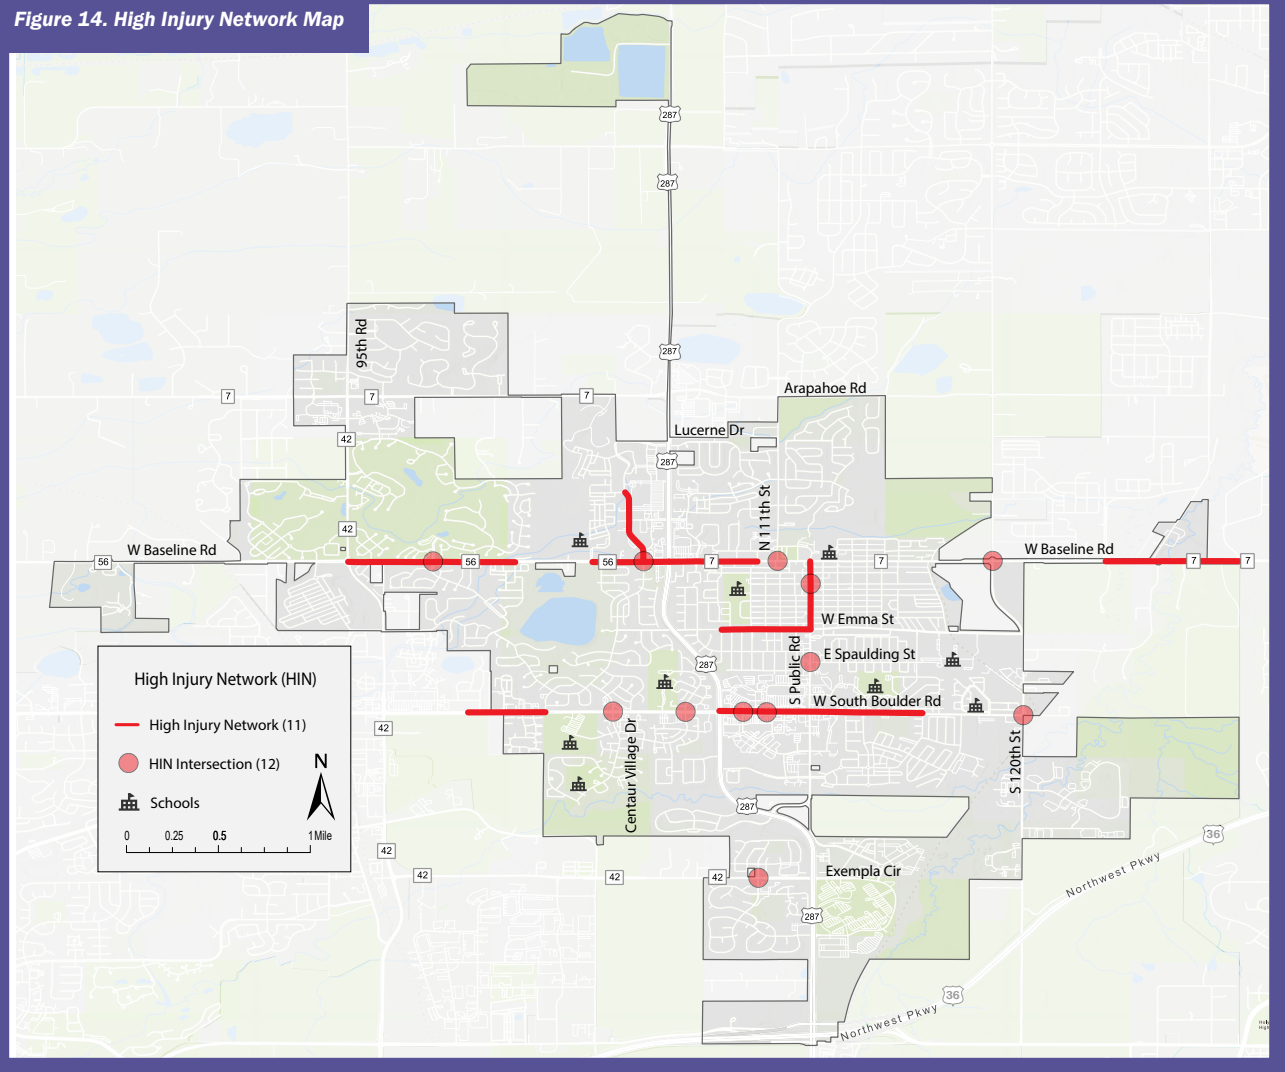 Figure 14. High Injury Network Map
287
287
95th Rd
287
Arapahoe Rd
7
7
7
Lucerne Dr
42
287
N 111th St
42
W Baseline Rd
W Baseline Rd
56
56
56
7
7
7
7
W Emma St
E Spaulding St
S Public Rd
287
W South Boulder Rd
High Injury Network (HIN)
High Injury Network (11)
HIN Intersection (12)
Schools
N
0 0.25 0.5 1 Mile
42
Centaur Village Dr
S 120th St
287
36
42
Northwest Pkwy
42
42
42
Exempla Cir
287
36
Northwest Pkwy